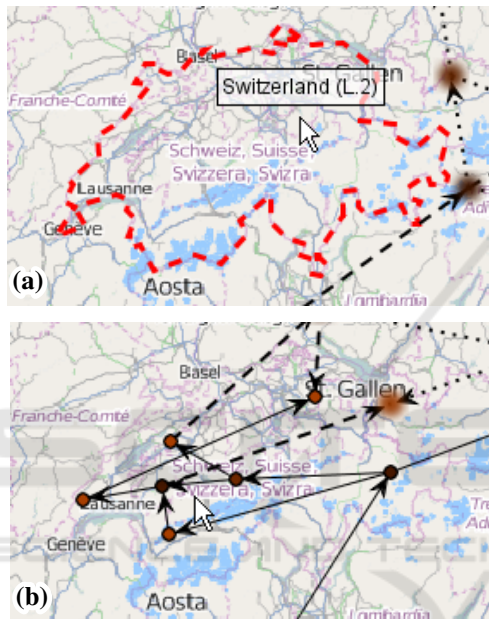 Basel
St. Gallen
Switzerland (L.2)
Franche-Comté
Schweiz, Suisse,
Svizzera, Svizra
Lausanne
Genève
(a)
Aosta
Lombardia
Basel
St. Gallen
Franche-Comté
Schweiz, Suisse,
Svizzera, Svizra
Lausanne
Genève
(b)
Aosta